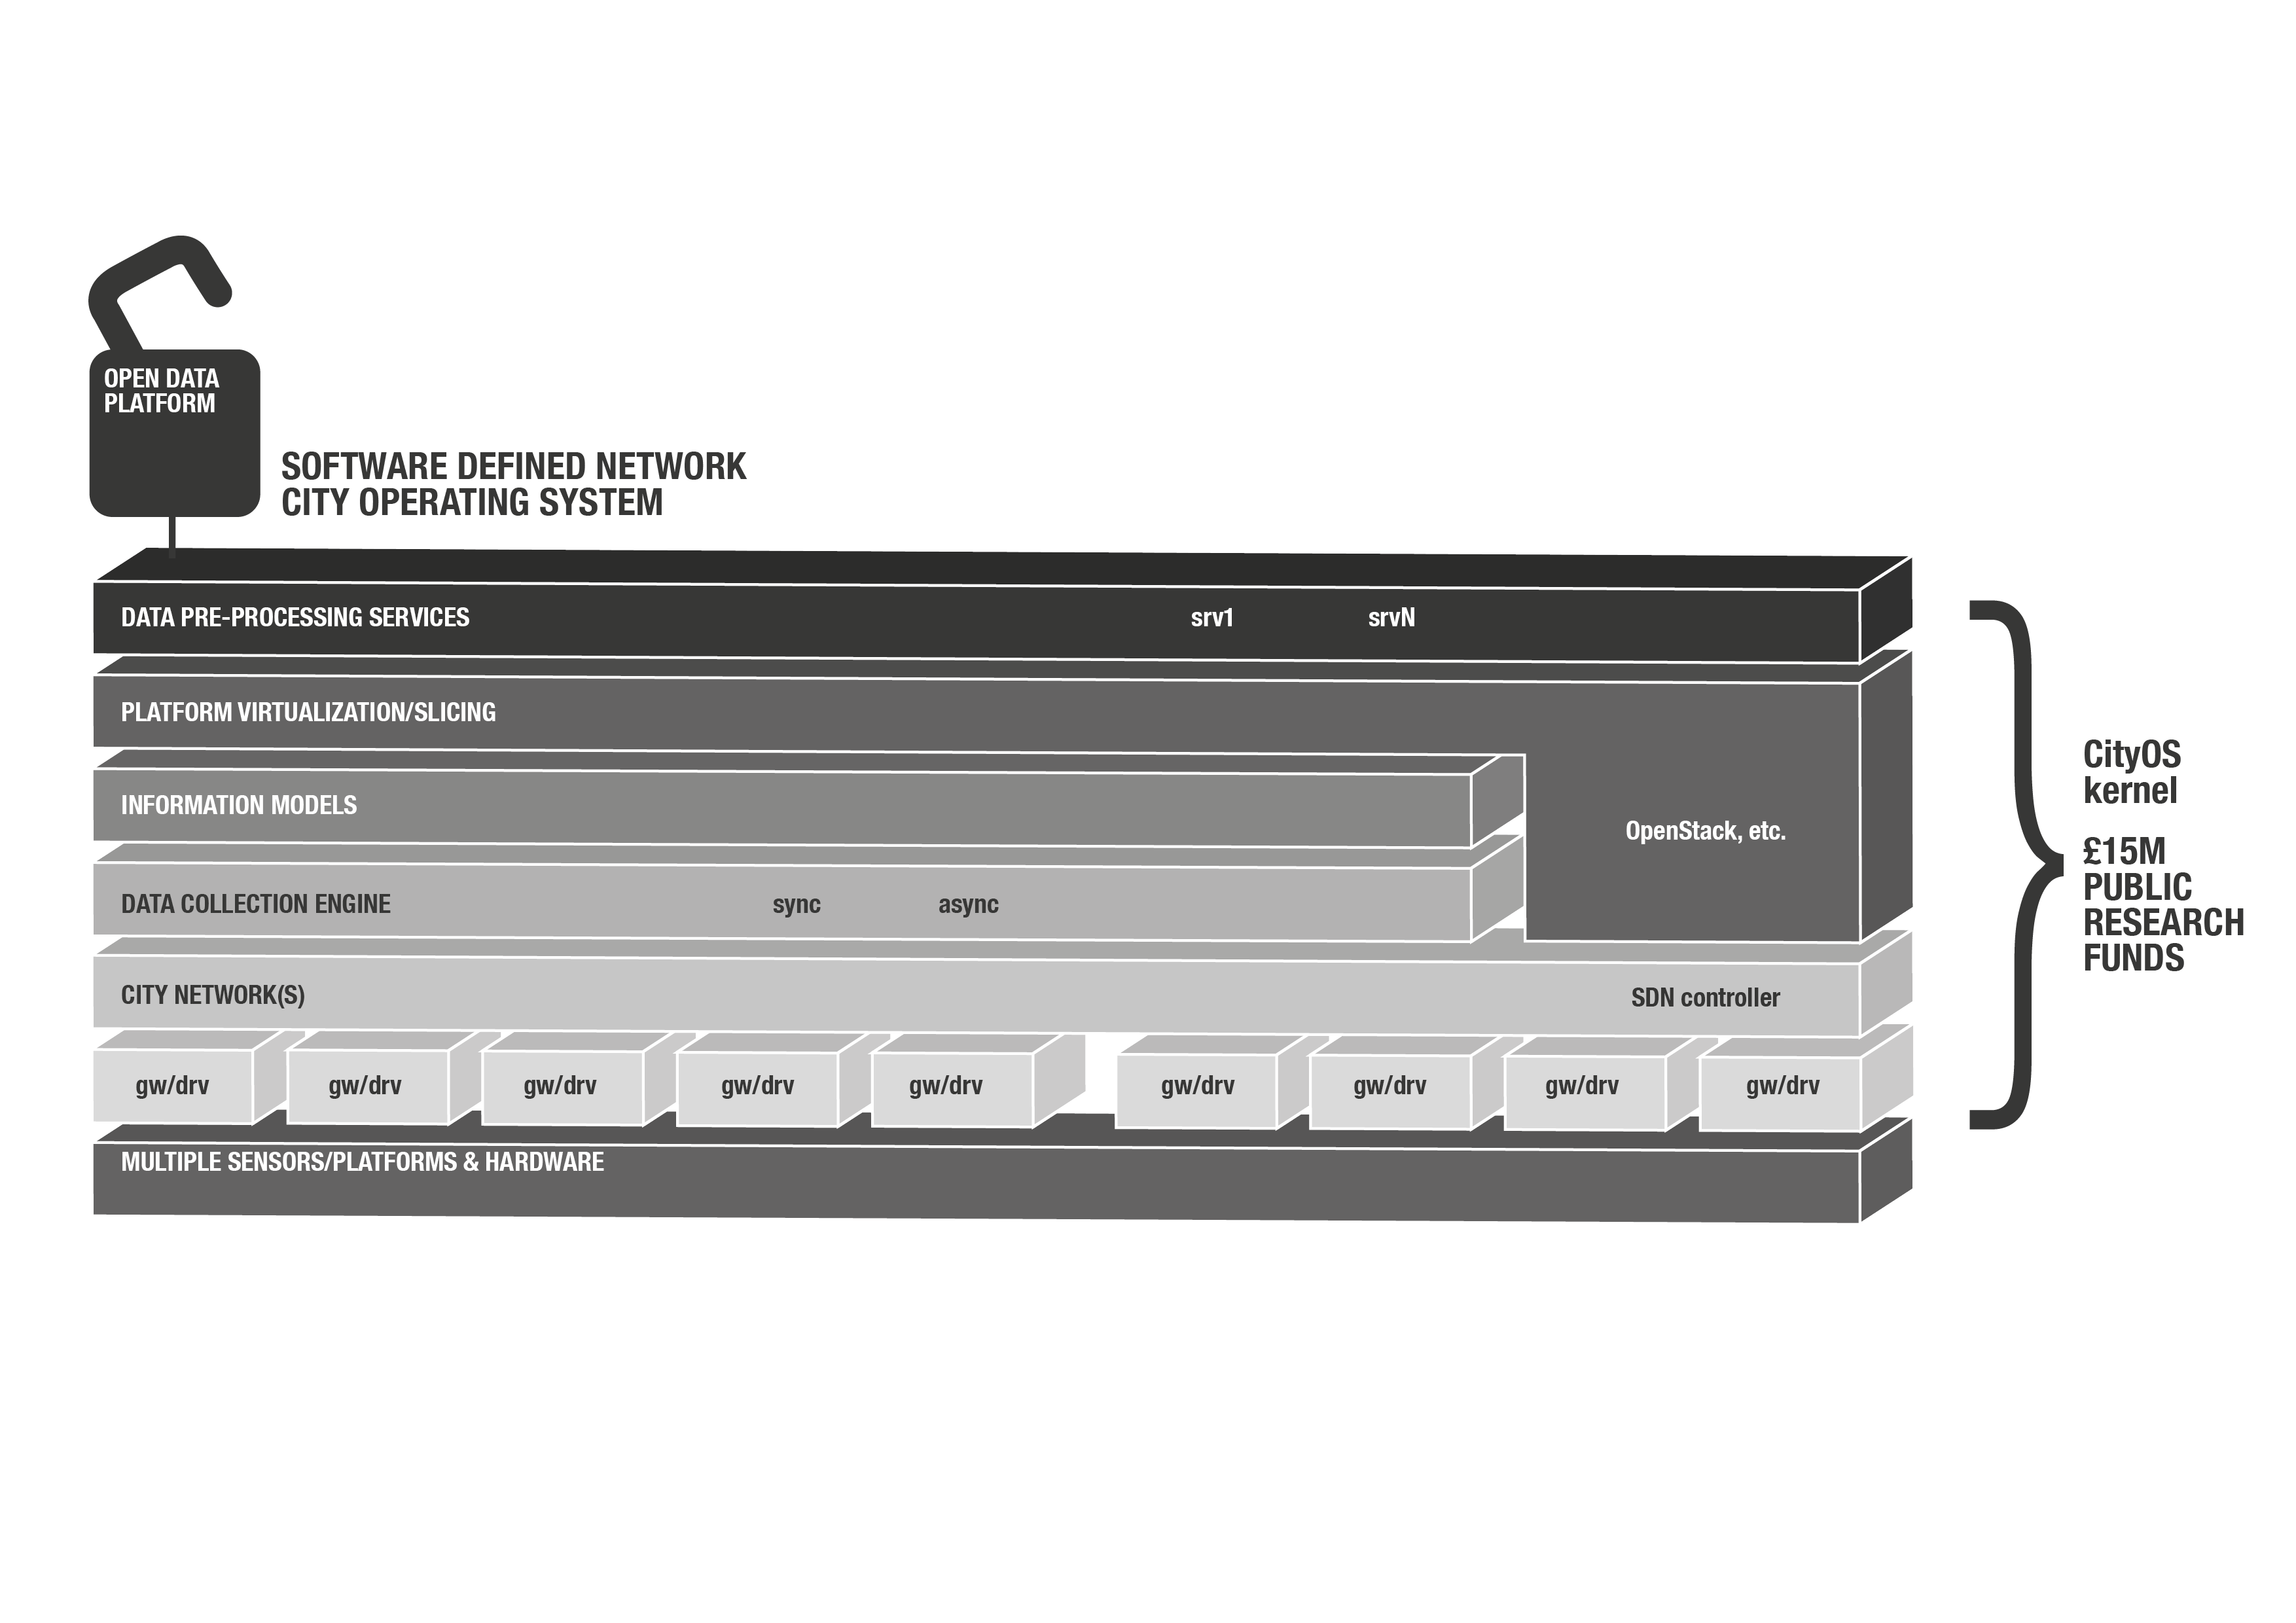 OPEN DATA
PLATFORM
SOFTWARE DEFINED NETWORK
CITY OPERATING SYSTEM
DATA PRE-PROCESSING SERVICES srv1 srvN
PLATFORM VIRTUALIZATION/SLICING
INFORMATION MODELS
OpenStack, etc.
DATA COLLECTION ENGINE sync async
CITY NETWORK(S) SDN controller
gw/drv gw/drv gw/drv gw/drv gw/drv gw/drv gw/drv gw/drv gw/drv
MULTIPLE SENSORS/PLATFORMS & HARDWARE
CityOS
kernel
£15M
PUBLIC
RESEARCH
FUNDS